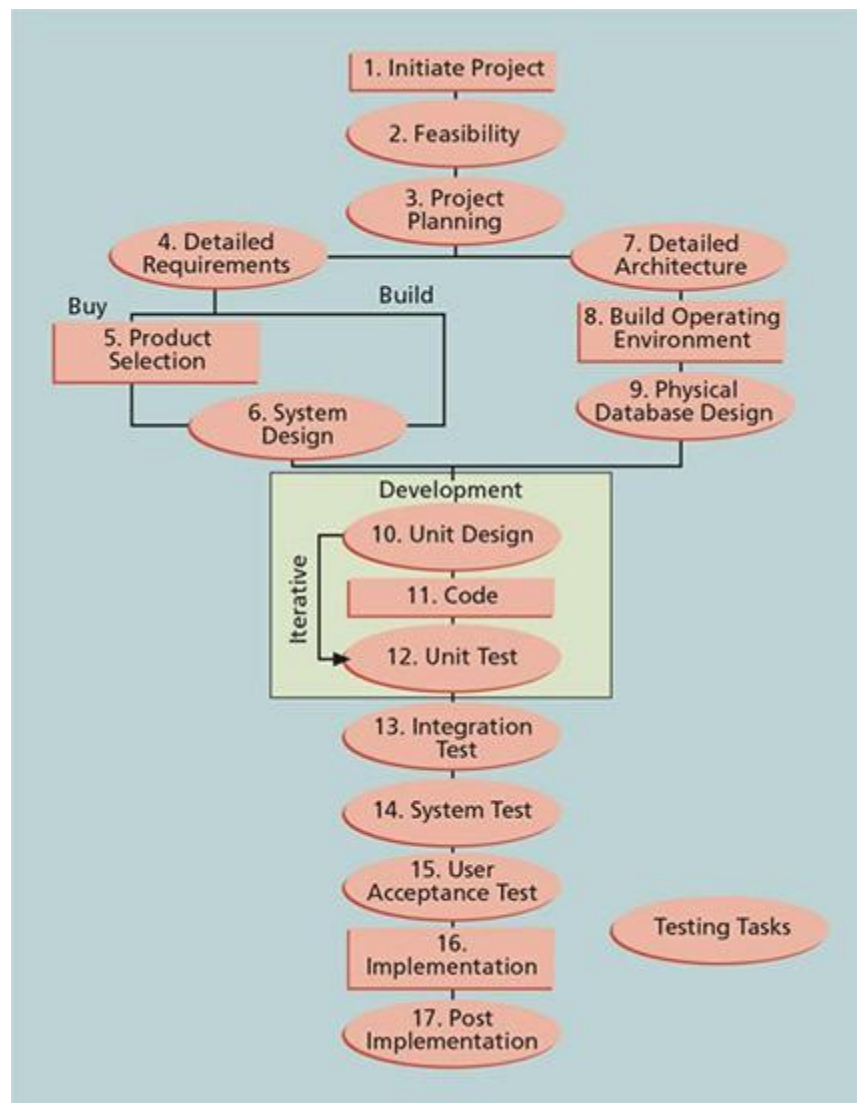 1. Initiate Project
2. Feasibility
3. Project
Planning
4. Detailed
Requirements
7. Detailed
Architecture
Buy
Build
5. Product
Selection
8. Build Operating
Environment
6. System
Design
9. Physical
Database Design
Development
10. Unit Design
Iterative
11. Code
12. Unit Test
13. Integration
Test
14. System Test
15. User
Acceptance Test
Testing Tasks
16.
Implementation
17. Post
Implementation